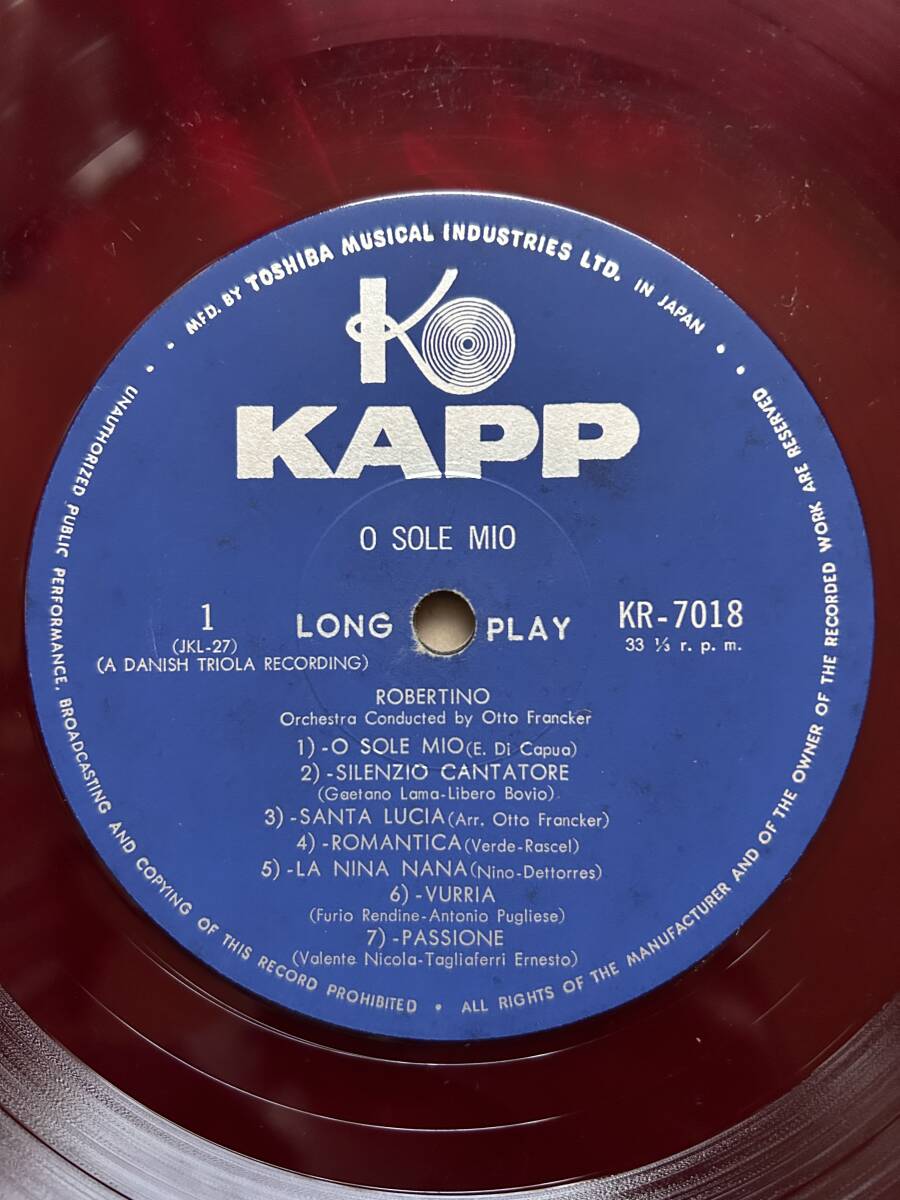 MFD. BY TOSHIBA MUSICAL INDUSTRIES LTD. IN JAPAN
KAPP
O SOLE MIO
1
(JKL-27)
(A DANISH TRIOLA RECORDING)
LONG PLAY
KR-7018
33 ⅓ r. p. m.
ROBERTINO
Orchestra Conducted by Otto Francker
1)-O SOLE MIO(E. Di Capua)
2)-SILENZIO CANTATORE
(Gaetano Lama-Libero Bovio)
3)-SANTA LUCIA(Arr. Otto Francker)
4)-ROMANTICA(Verde-Rascel)
5)-LA NINA NANA(Nino-Dettorres)
6)-VURRIA
(Furio Rendine-Antonio Pugliese)
7)-PASSIONE
(Valente Nicola-Tagliaferri Ernesto)
UNAUTHORIZED PUBLIC PERFORMANCE, BROADCASTING AND COPYING OF THIS RECORD PROHIBITED • ALL RIGHTS OF THE MANUFACTURER AND OF THE OWNER OF THE RECORDED WORK ARE RESERVED